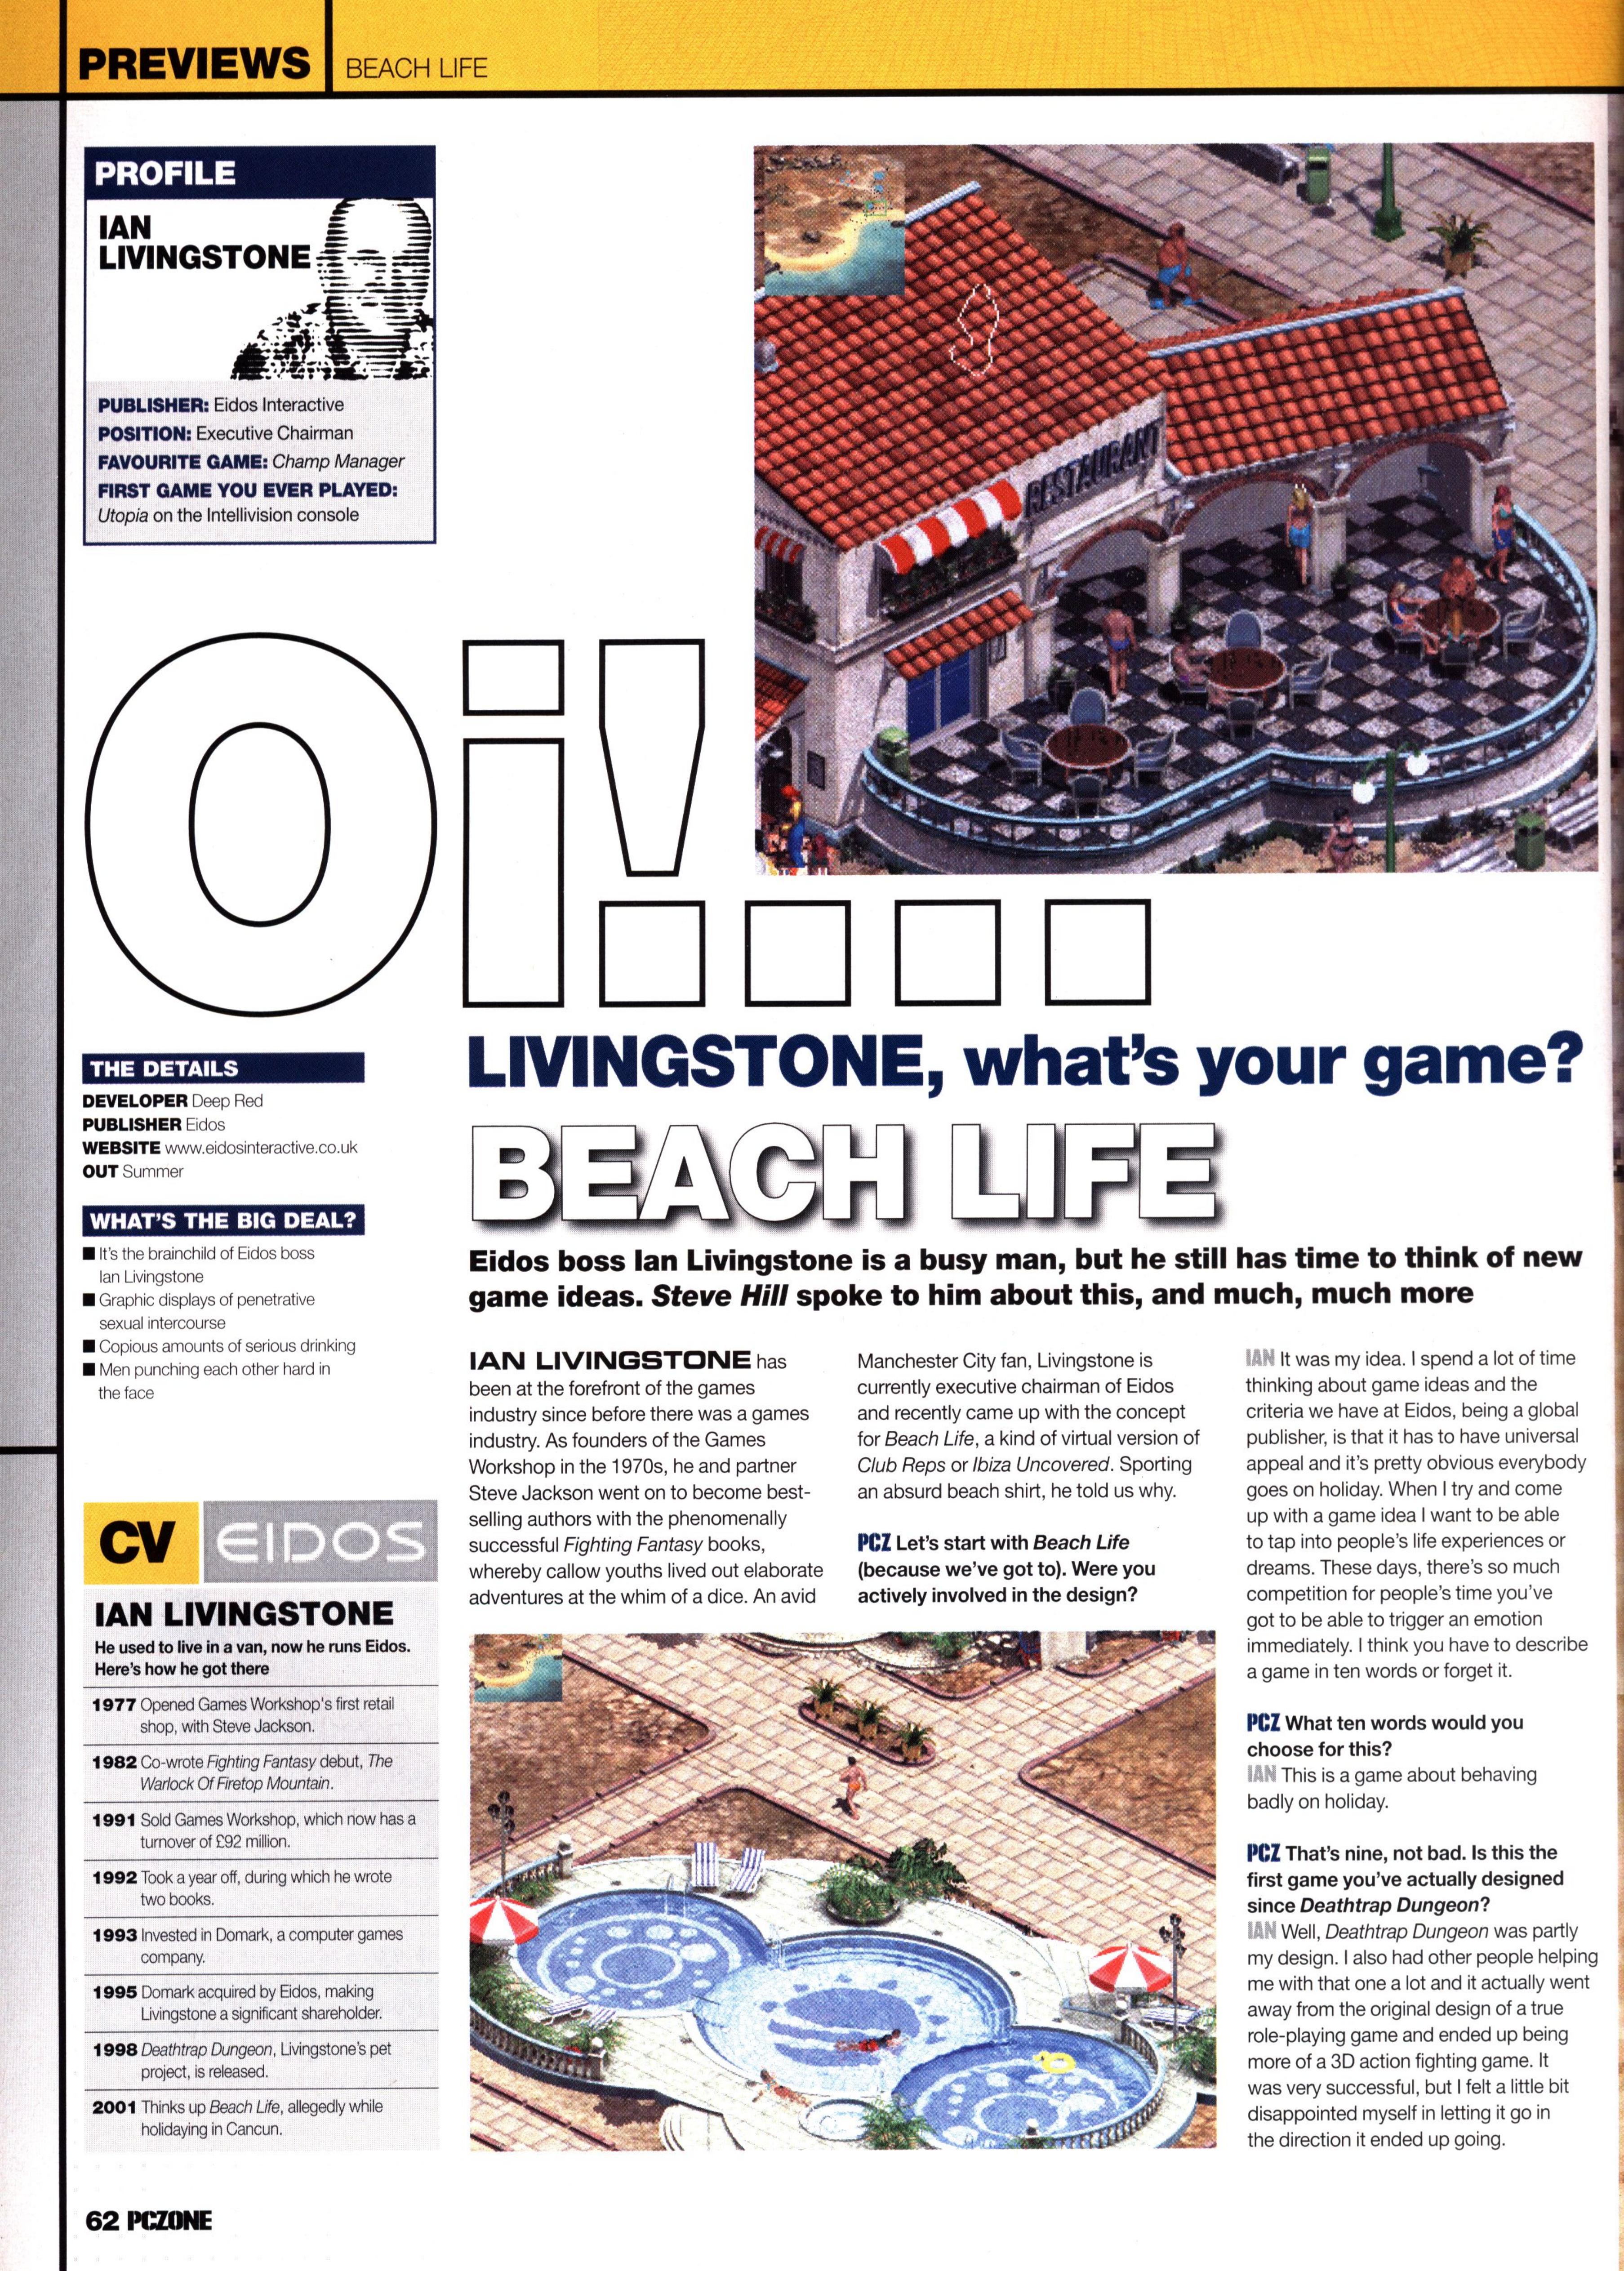 PREVIEWS
BEACH LIFE
PROFILE
IAN
LIVINGSTONE
PUBLISHER: Eidos Interactive
POSITION: Executive Chairman
FAVOURITE GAME: Champ Manager
FIRST GAME YOU EVER PLAYED:
Utopia on the Intellivision console
RESTAURANT
Oi!...
LIVINGSTONE, what's your game?
BEACH LIFE
Eidos boss Ian Livingstone is a busy man, but he still has time to think of new
game ideas. Steve Hill spoke to him about this, and much, much more
THE DETAILS
DEVELOPER Deep Red
PUBLISHER Eidos
WEBSITE www.eidosinteractive.co.uk
OUT Summer
WHAT'S THE BIG DEAL?
■ It's the brainchild of Eidos boss
Ian Livingstone
■ Graphic displays of penetrative
sexual intercourse
■ Copious amounts of serious drinking
■ Men punching each other hard in
the face
CV
EIDOS
IAN LIVINGSTONE
He used to live in a van, now he runs Eidos.
Here's how he got there
1977 Opened Games Workshop's first retail
shop, with Steve Jackson.
1982 Co-wrote Fighting Fantasy debut, The
Warlock Of Firetop Mountain.
1991 Sold Games Workshop, which now has a
turnover of £92 million.
1992 Took a year off, during which he wrote
two books.
1993 Invested in Domark, a computer games
company.
1995 Domark acquired by Eidos, making
Livingstone a significant shareholder.
1998 Deathtrap Dungeon, Livingstone's pet
project, is released.
2001 Thinks up Beach Life, allegedly while
holidaying in Cancun.
IAN LIVINGSTONE has
been at the forefront of the games
industry since before there was a games
industry. As founders of the Games
Workshop in the 1970s, he and partner
Steve Jackson went on to become best-
selling authors with the phenomenally
successful Fighting Fantasy books,
whereby callow youths lived out elaborate
adventures at the whim of a dice. An avid
Manchester City fan, Livingstone is
currently executive chairman of Eidos
and recently came up with the concept
for Beach Life, a kind of virtual version of
Club Reps or Ibiza Uncovered. Sporting
an absurd beach shirt, he told us why.
PCZ Let's start with Beach Life
(because we've got to). Were you
actively involved in the design?
IAN It was my idea. I spend a lot of time
thinking about game ideas and the
criteria we have at Eidos, being a global
publisher, is that it has to have universal
appeal and it's pretty obvious everybody
goes on holiday. When I try and come
up with a game idea I want to be able
to tap into people's life experiences or
dreams. These days, there's so much
competition for people's time you've
got to be able to trigger an emotion
immediately. I think you have to describe
a game in ten words or forget it.
PCZ What ten words would you
choose for this?
IAN This is a game about behaving
badly on holiday.
PCZ That's nine, not bad. Is this the
first game you've actually designed
since Deathtrap Dungeon?
IAN Well, Deathtrap Dungeon was partly
my design. I also had other people helping
me with that one a lot and it actually went
away from the original design of a true
role-playing game and ended up being
more of a 3D action fighting game. It
was very successful, but I felt a little bit
disappointed myself in letting it go in
the direction it ended up going.
62 PCZONE